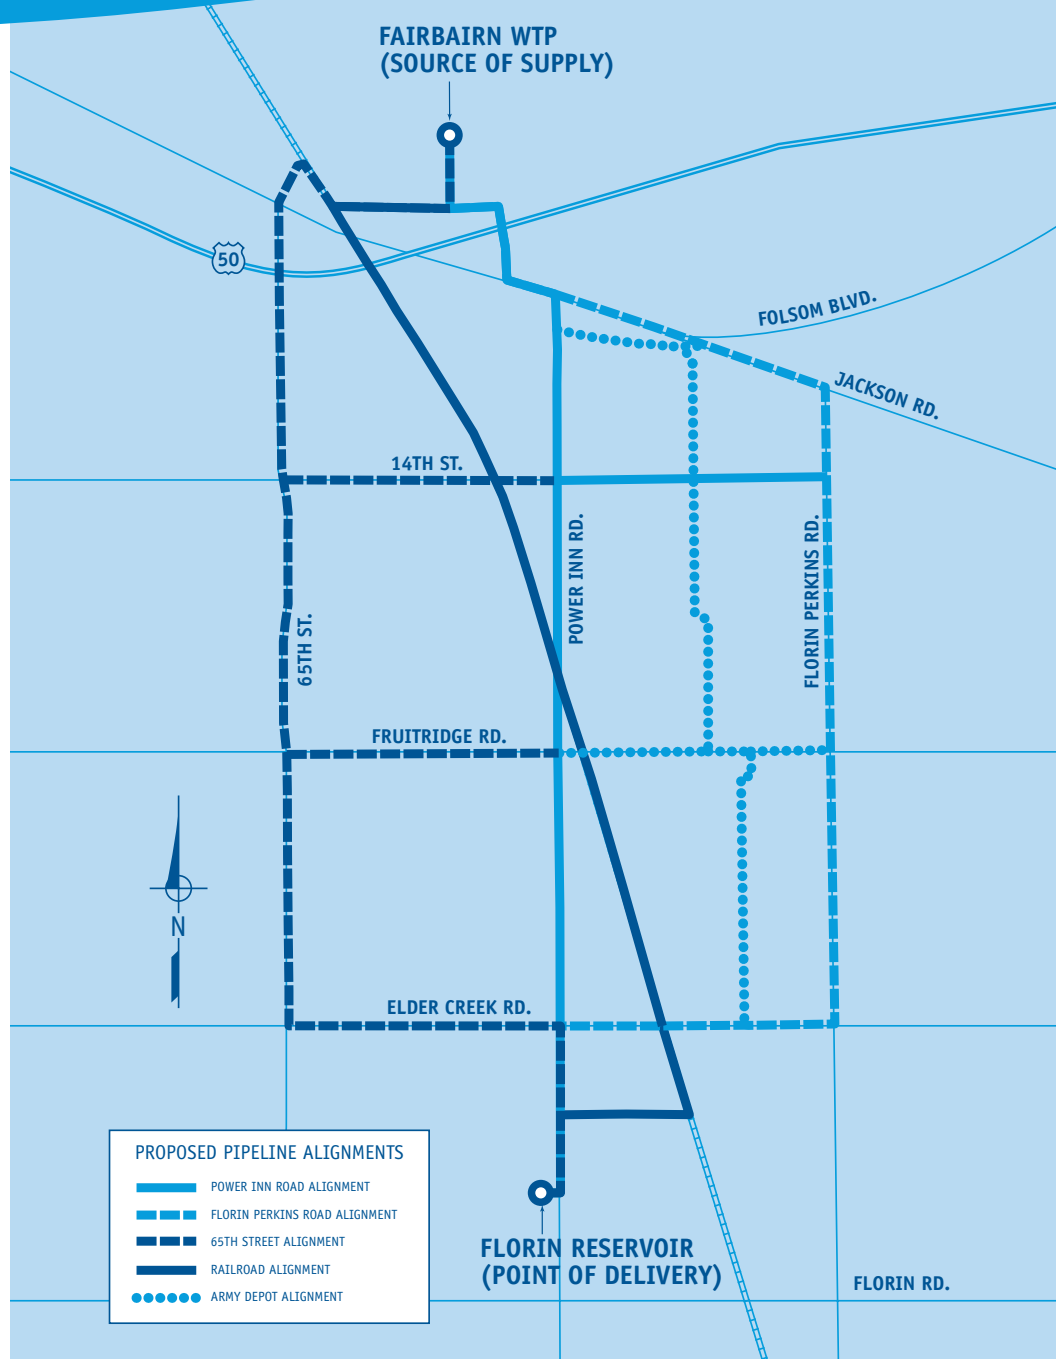 FAIRBAIRN WTP
(SOURCE OF SUPPLY)
50
FOLSOM BLVD.
JACKSON RD.
14TH ST.
POWER INN RD.
FLORIN PERKINS RD.
65TH ST.
FRUITRIDGE RD.
N
ELDER CREEK RD.
PROPOSED PIPELINE ALIGNMENTS
POWER INN ROAD ALIGNMENT
FLORIN PERKINS ROAD ALIGNMENT
65TH STREET ALIGNMENT
RAILROAD ALIGNMENT
ARMY DEPOT ALIGNMENT
FLORIN RESERVOIR
(POINT OF DELIVERY)
FLORIN RD.